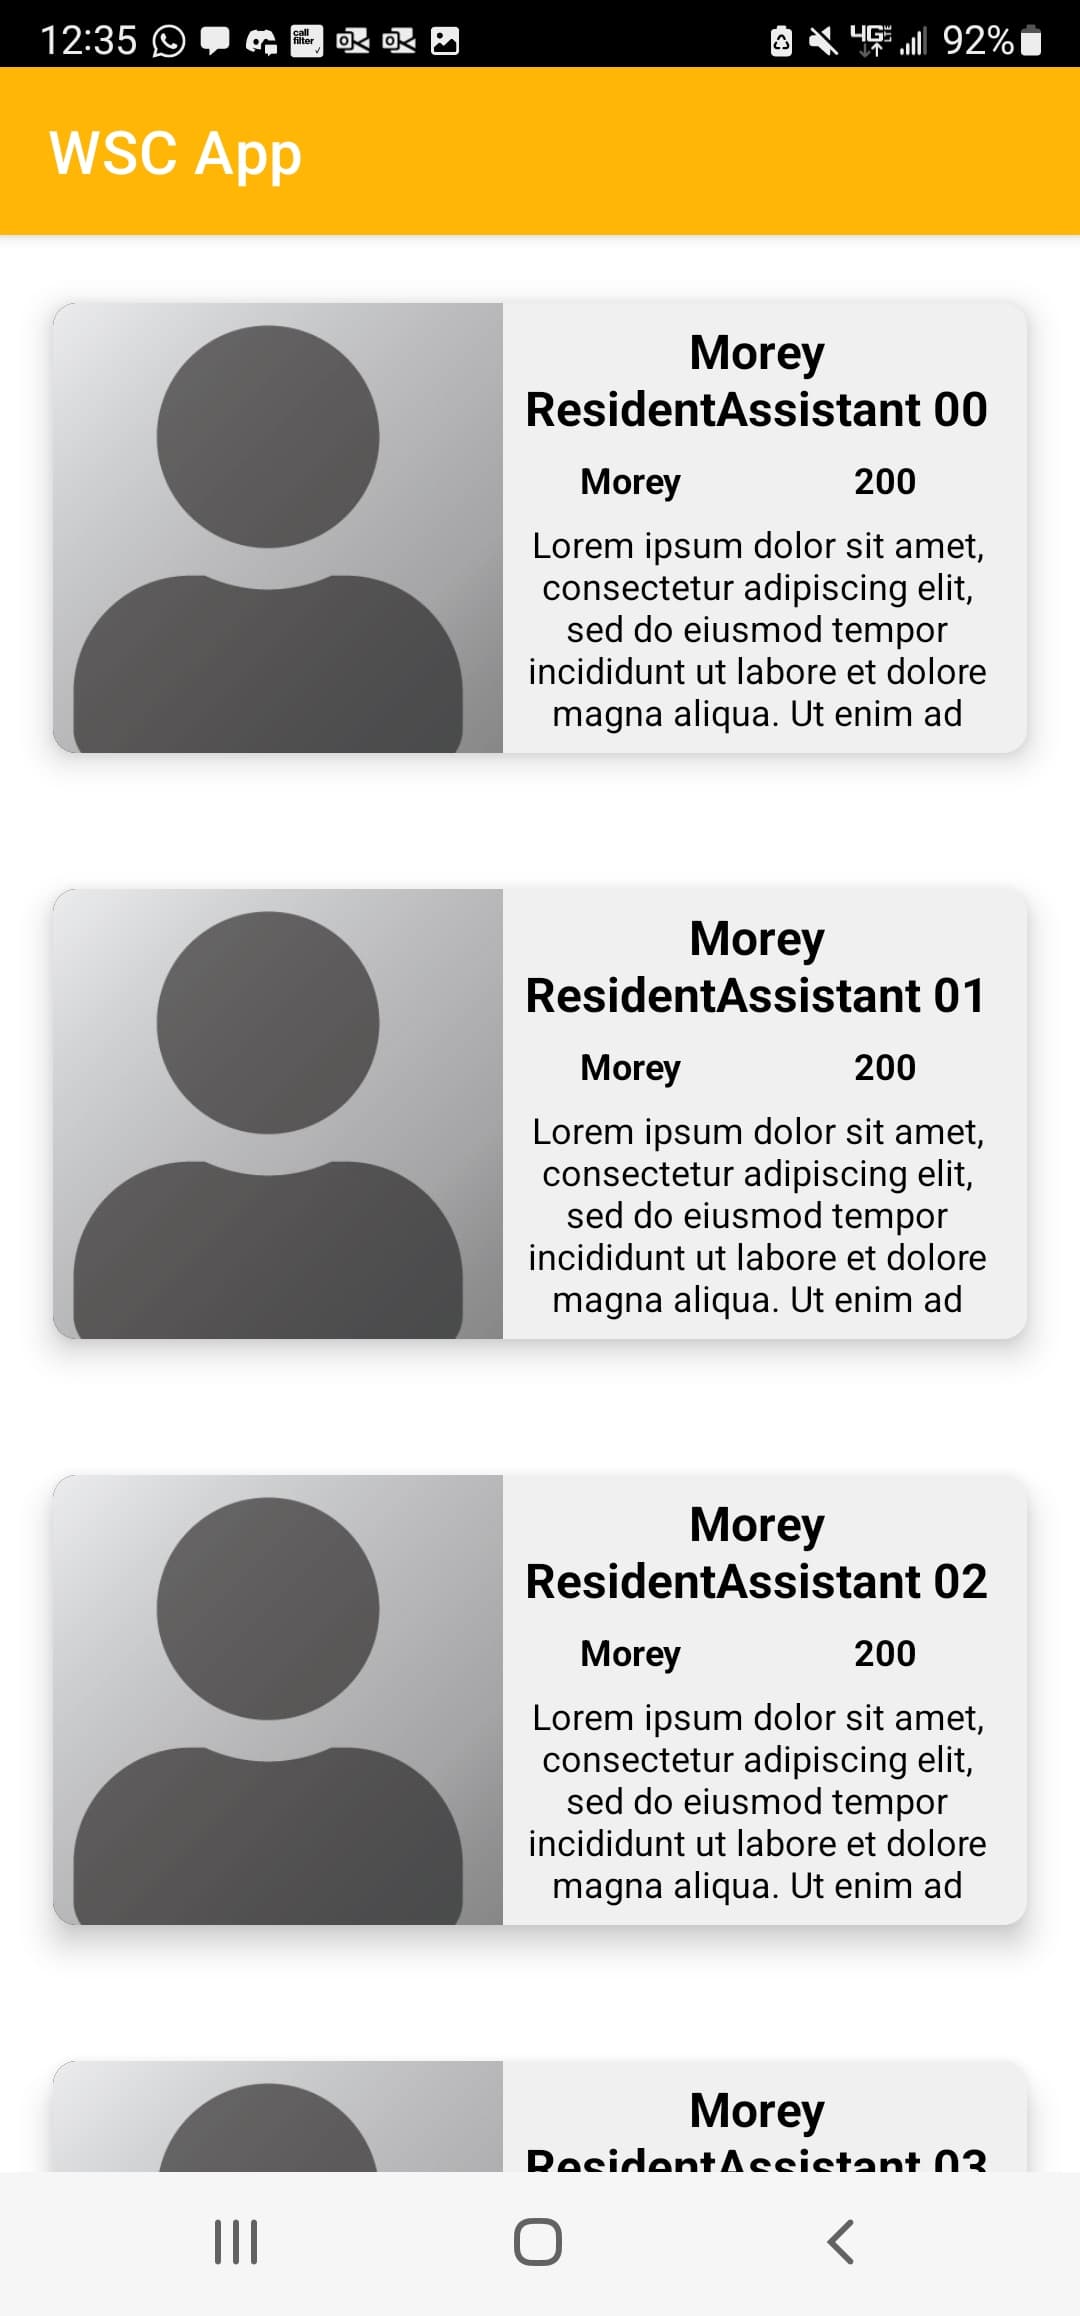 12:35 call filter 4G LTE 92%
WSC App
Morey
ResidentAssistant 00
Morey 200
Lorem ipsum dolor sit amet,
consectetur adipiscing elit,
sed do eiusmod tempor
incididunt ut labore et dolore
magna aliqua. Ut enim ad
Morey
ResidentAssistant 01
Morey 200
Lorem ipsum dolor sit amet,
consectetur adipiscing elit,
sed do eiusmod tempor
incididunt ut labore et dolore
magna aliqua. Ut enim ad
Morey
ResidentAssistant 02
Morey 200
Lorem ipsum dolor sit amet,
consectetur adipiscing elit,
sed do eiusmod tempor
incididunt ut labore et dolore
magna aliqua. Ut enim ad
Morey
ResidentAssistant 03